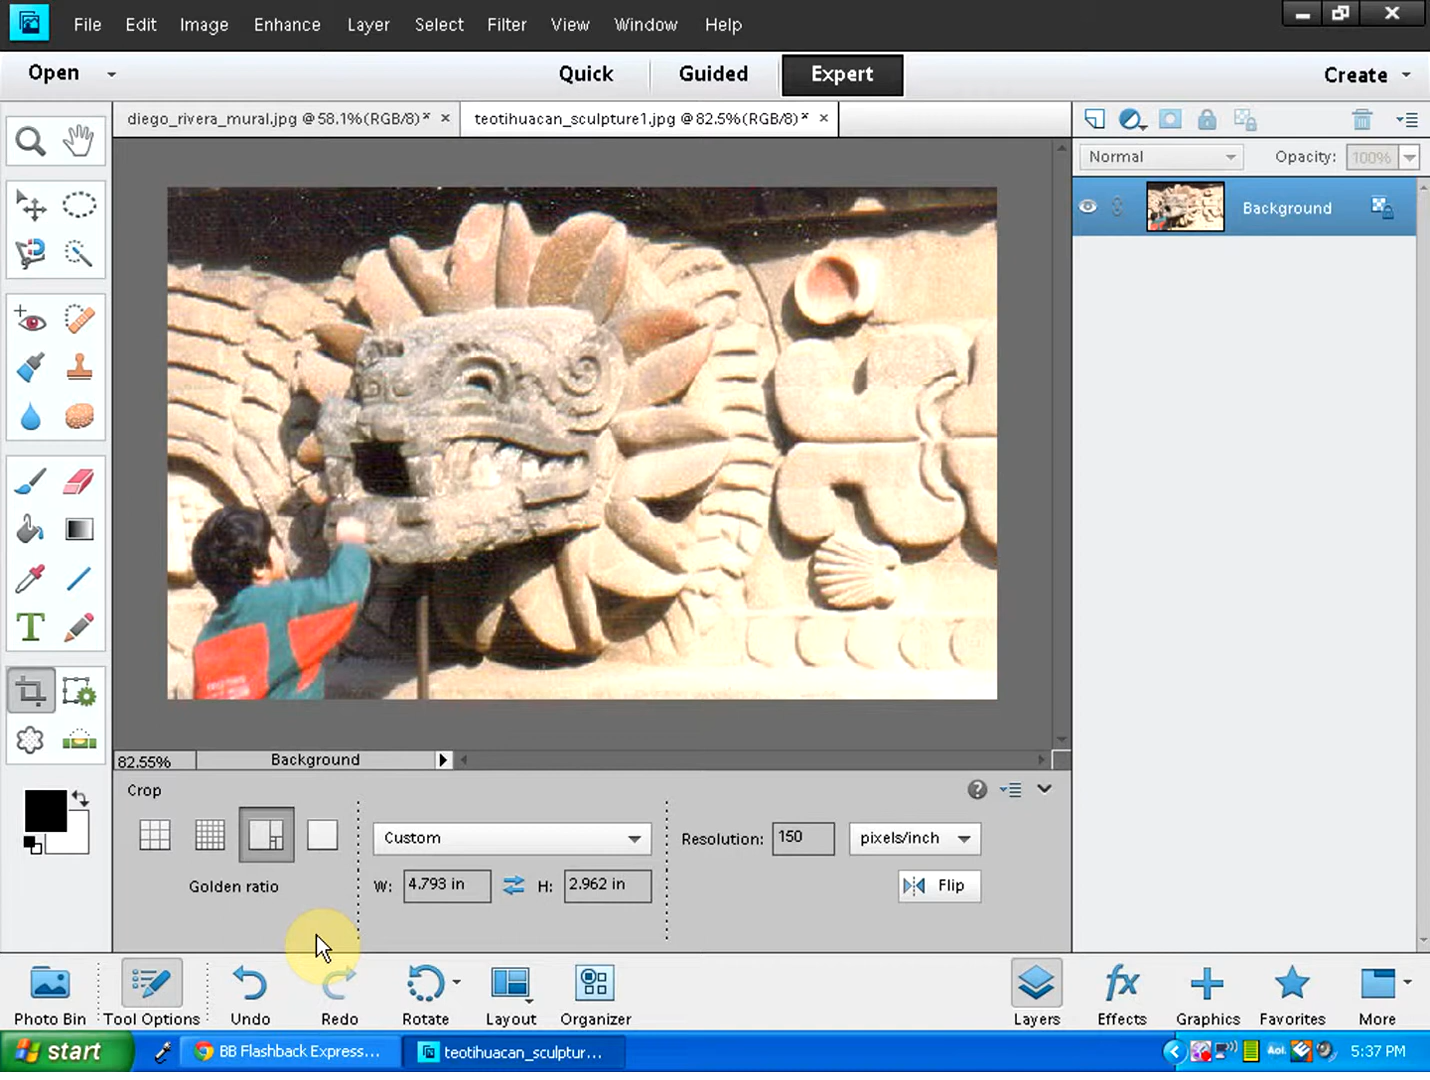 File Edit Image Enhance Layer Select Filter View Window Help
Open Quick Guided Expert Create
diego_rivera_mural.jpg @ 58.1%(RGB/8)* × teotihuacan_sculpture1.jpg @ 82.5%(RGB/8)* ×
Normal Opacity: 100%
Background
T
82.55% Background
Crop
Custom Resolution: 150 pixels/inch
Golden ratio W: 4.793 in H: 2.962 in Flip
fx
Photo Bin Tool Options Undo Redo Rotate Layout Organizer Layers Effects Graphics Favorites More
start BB Flashback Express... teotihuacan_sculptur... Aol. 5:37 PM